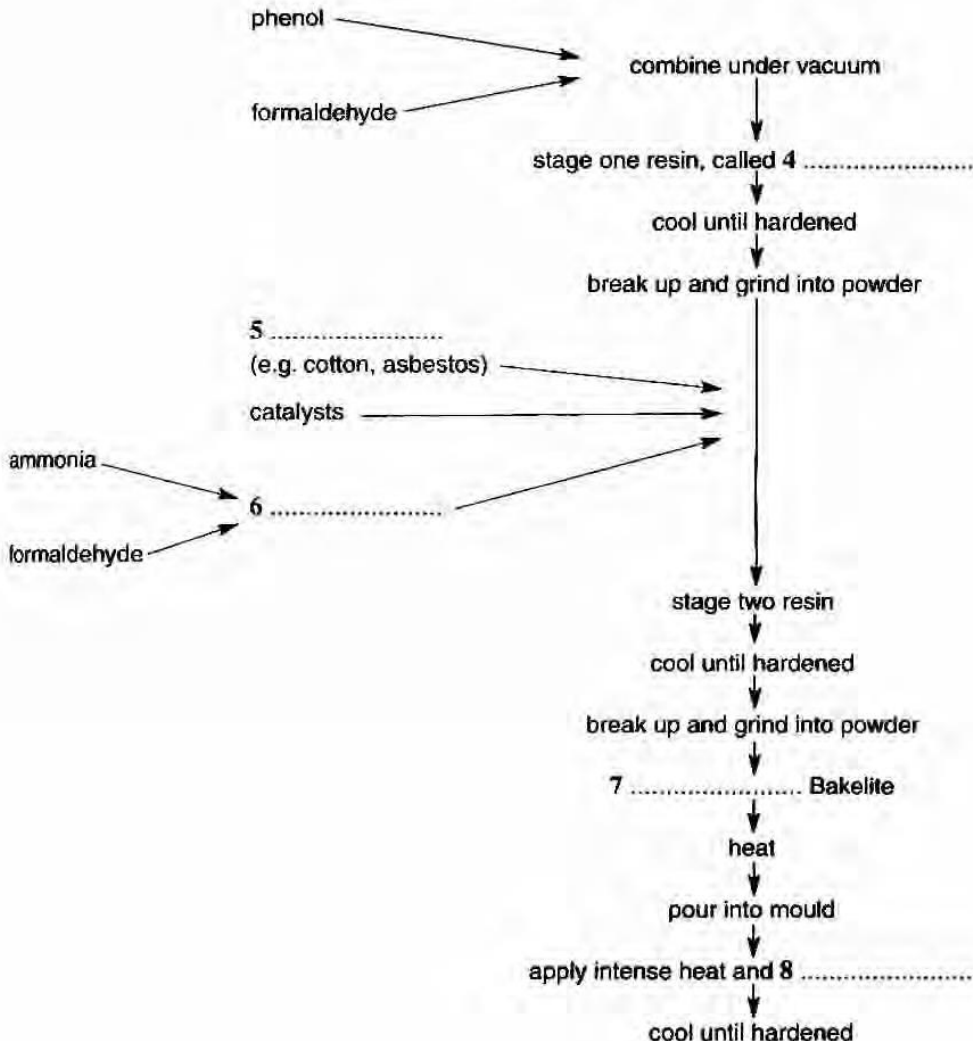 phenol
combine under vacuum
formaldehyde
stage one resin, called 4 ........................
cool until hardened
break up and grind into powder
5 ........................
(e.g. cotton, asbestos)
catalysts
ammonia
6 ........................
formaldehyde
stage two resin
cool until hardened
break up and grind into powder
7 ........................ Bakelite
heat
pour into mould
apply intense heat and 8 ........................
cool until hardened